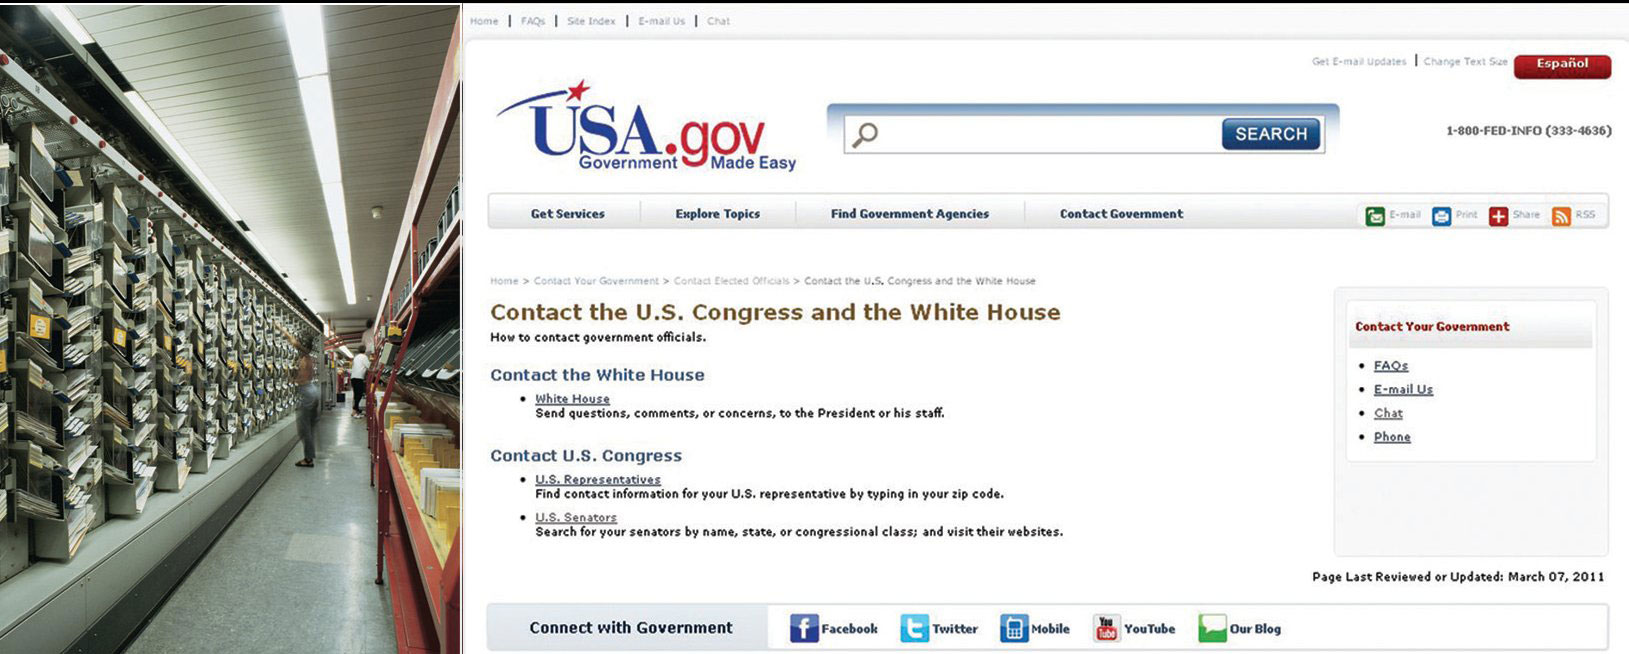 Home | FAQs | Site Index | E-mail Us | Chat
Get E-mail Updates | Change Text Size Español
USA.gov
Government Made Easy
SEARCH
1-800-FED-INFO (333-4636)
Get Services Explore Topics Find Government Agencies Contact Government E-mail Print Share RSS
Home > Contact Your Government > Contact Elected Officials > Contact the U.S. Congress and the White House
Contact the U.S. Congress and the White House
How to contact government officials.
Contact the White House
• White House
Send questions, comments, or concerns, to the President or his staff.
Contact U.S. Congress
• U.S. Representatives
Find contact information for your U.S. representative by typing in your zip code.
• U.S. Senators
Search for your senators by name, state, or congressional class; and visit their websites.
Contact Your Government
• FAQs
• E-mail Us
• Chat
• Phone
Page Last Reviewed or Updated: March 07, 2011
Connect with Government Facebook Twitter Mobile You Tube YouTube Our Blog